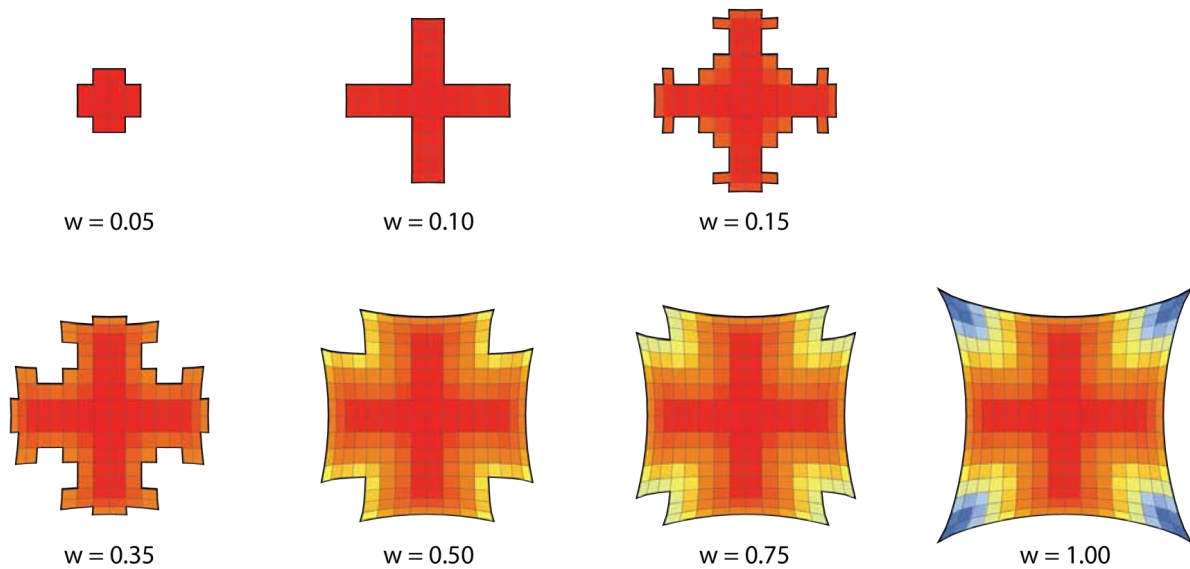 w = 0.05
w = 0.10
w = 0.15
w = 0.35
w = 0.50
w = 0.75
w = 1.00